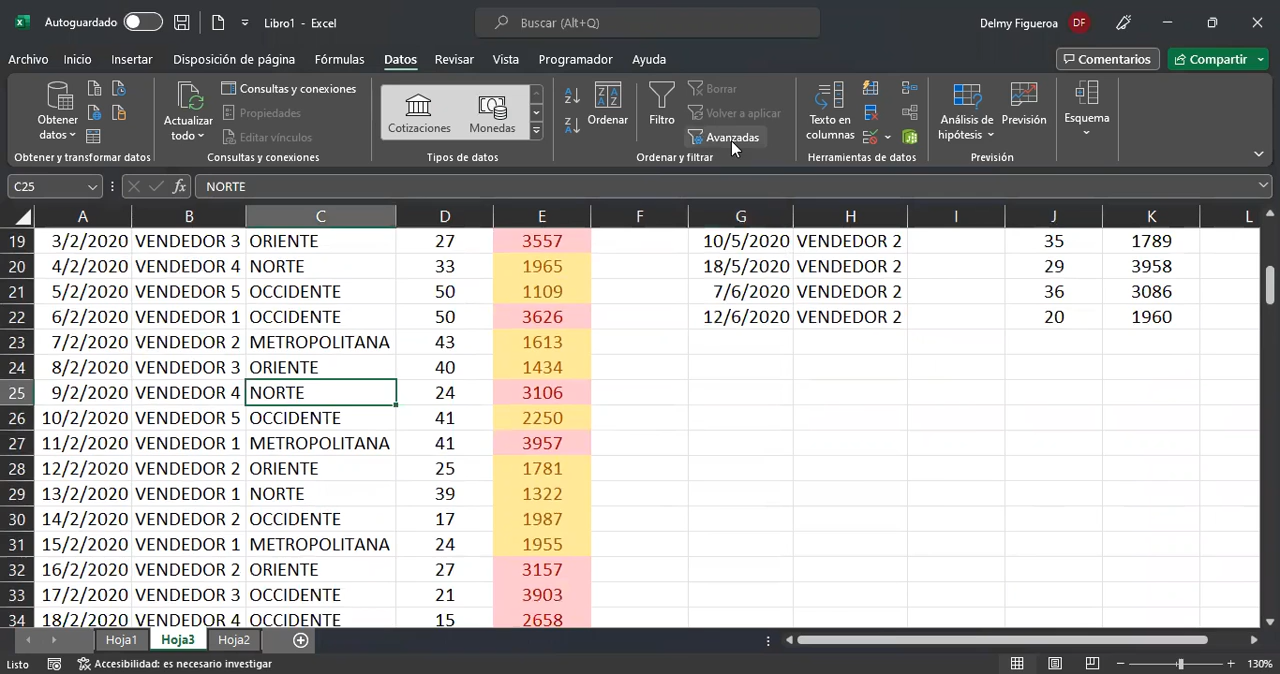 Autoguardado Libro1 - Excel Buscar (Alt+Q) Delmy Figueroa DF
Archivo Inicio Insertar Disposición de página Fórmulas Datos Revisar Vista Programador Ayuda Comentarios Compartir
Obtener datos
Obtener y transformar datos
Actualizar todo
Consultas y conexiones
Propiedades
Editar vínculos
Consultas y conexiones
Cotizaciones Monedas
Tipos de datos
Ordenar
Filtro
Borrar
Volver a aplicar
Avanzadas
Ordenar y filtrar
Texto en columnas
Herramientas de datos
Análisis de hipótesis
Previsión
Previsión
Esquema
C25 fx NORTE
A B C D E F G H I J K L
19 3/2/2020 VENDEDOR 3 ORIENTE 27 3557 10/5/2020 VENDEDOR 2 35 1789
20 4/2/2020 VENDEDOR 4 NORTE 33 1965 18/5/2020 VENDEDOR 2 29 3958
21 5/2/2020 VENDEDOR 5 OCCIDENTE 50 1109 7/6/2020 VENDEDOR 2 36 3086
22 6/2/2020 VENDEDOR 1 OCCIDENTE 50 3626 12/6/2020 VENDEDOR 2 20 1960
23 7/2/2020 VENDEDOR 2 METROPOLITANA 43 1613
24 8/2/2020 VENDEDOR 3 ORIENTE 40 1434
25 9/2/2020 VENDEDOR 4 NORTE 24 3106
26 10/2/2020 VENDEDOR 5 OCCIDENTE 41 2250
27 11/2/2020 VENDEDOR 1 METROPOLITANA 41 3957
28 12/2/2020 VENDEDOR 2 ORIENTE 25 1781
29 13/2/2020 VENDEDOR 1 NORTE 39 1322
30 14/2/2020 VENDEDOR 2 OCCIDENTE 17 1987
31 15/2/2020 VENDEDOR 1 METROPOLITANA 24 1955
32 16/2/2020 VENDEDOR 2 ORIENTE 27 3157
33 17/2/2020 VENDEDOR 3 OCCIDENTE 21 3903
34 18/2/2020 VENDEDOR 4 NORTE 15 2658
Hoja1 Hoja3 Hoja2
Listo Accesibilidad: es necesario investigar 130%